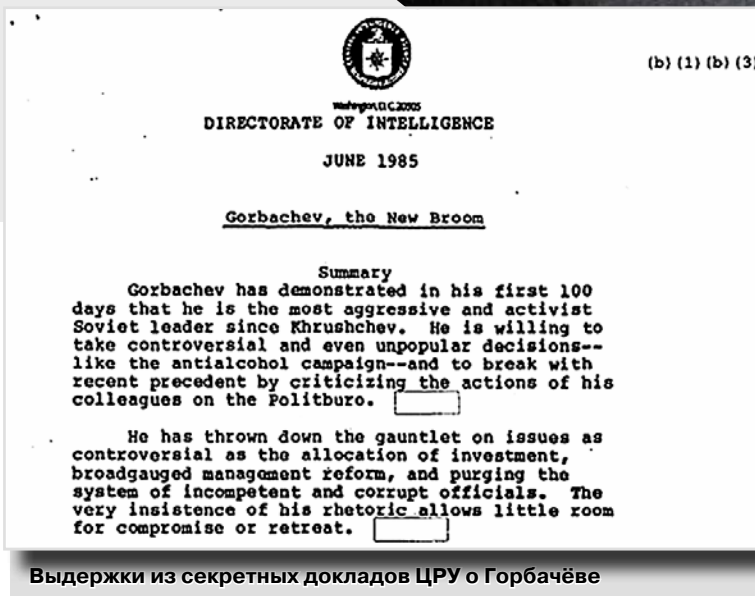 (b) (1) (b) (3)
Washington, D.C. 20505
DIRECTORATE OF INTELLIGENCE
JUNE 1985
Gorbachev, the New Broom
Summary
Gorbachev has demonstrated in his first 100
days that he is the most aggressive and activist
Soviet leader since Khrushchev. He is willing to
take controversial and even unpopular decisions--
like the antialcohol campaign--and to break with
recent precedent by criticizing the actions of his
colleagues on the Politburo.
He has thrown down the gauntlet on issues as
controversial as the allocation of investment,
broadgauged management reform, and purging the
system of incompetent and corrupt officials. The
very insistence of his rhetoric allows little room
for compromise or retreat.
Выдержки из секретных докладов ЦРУ о Горбачёве